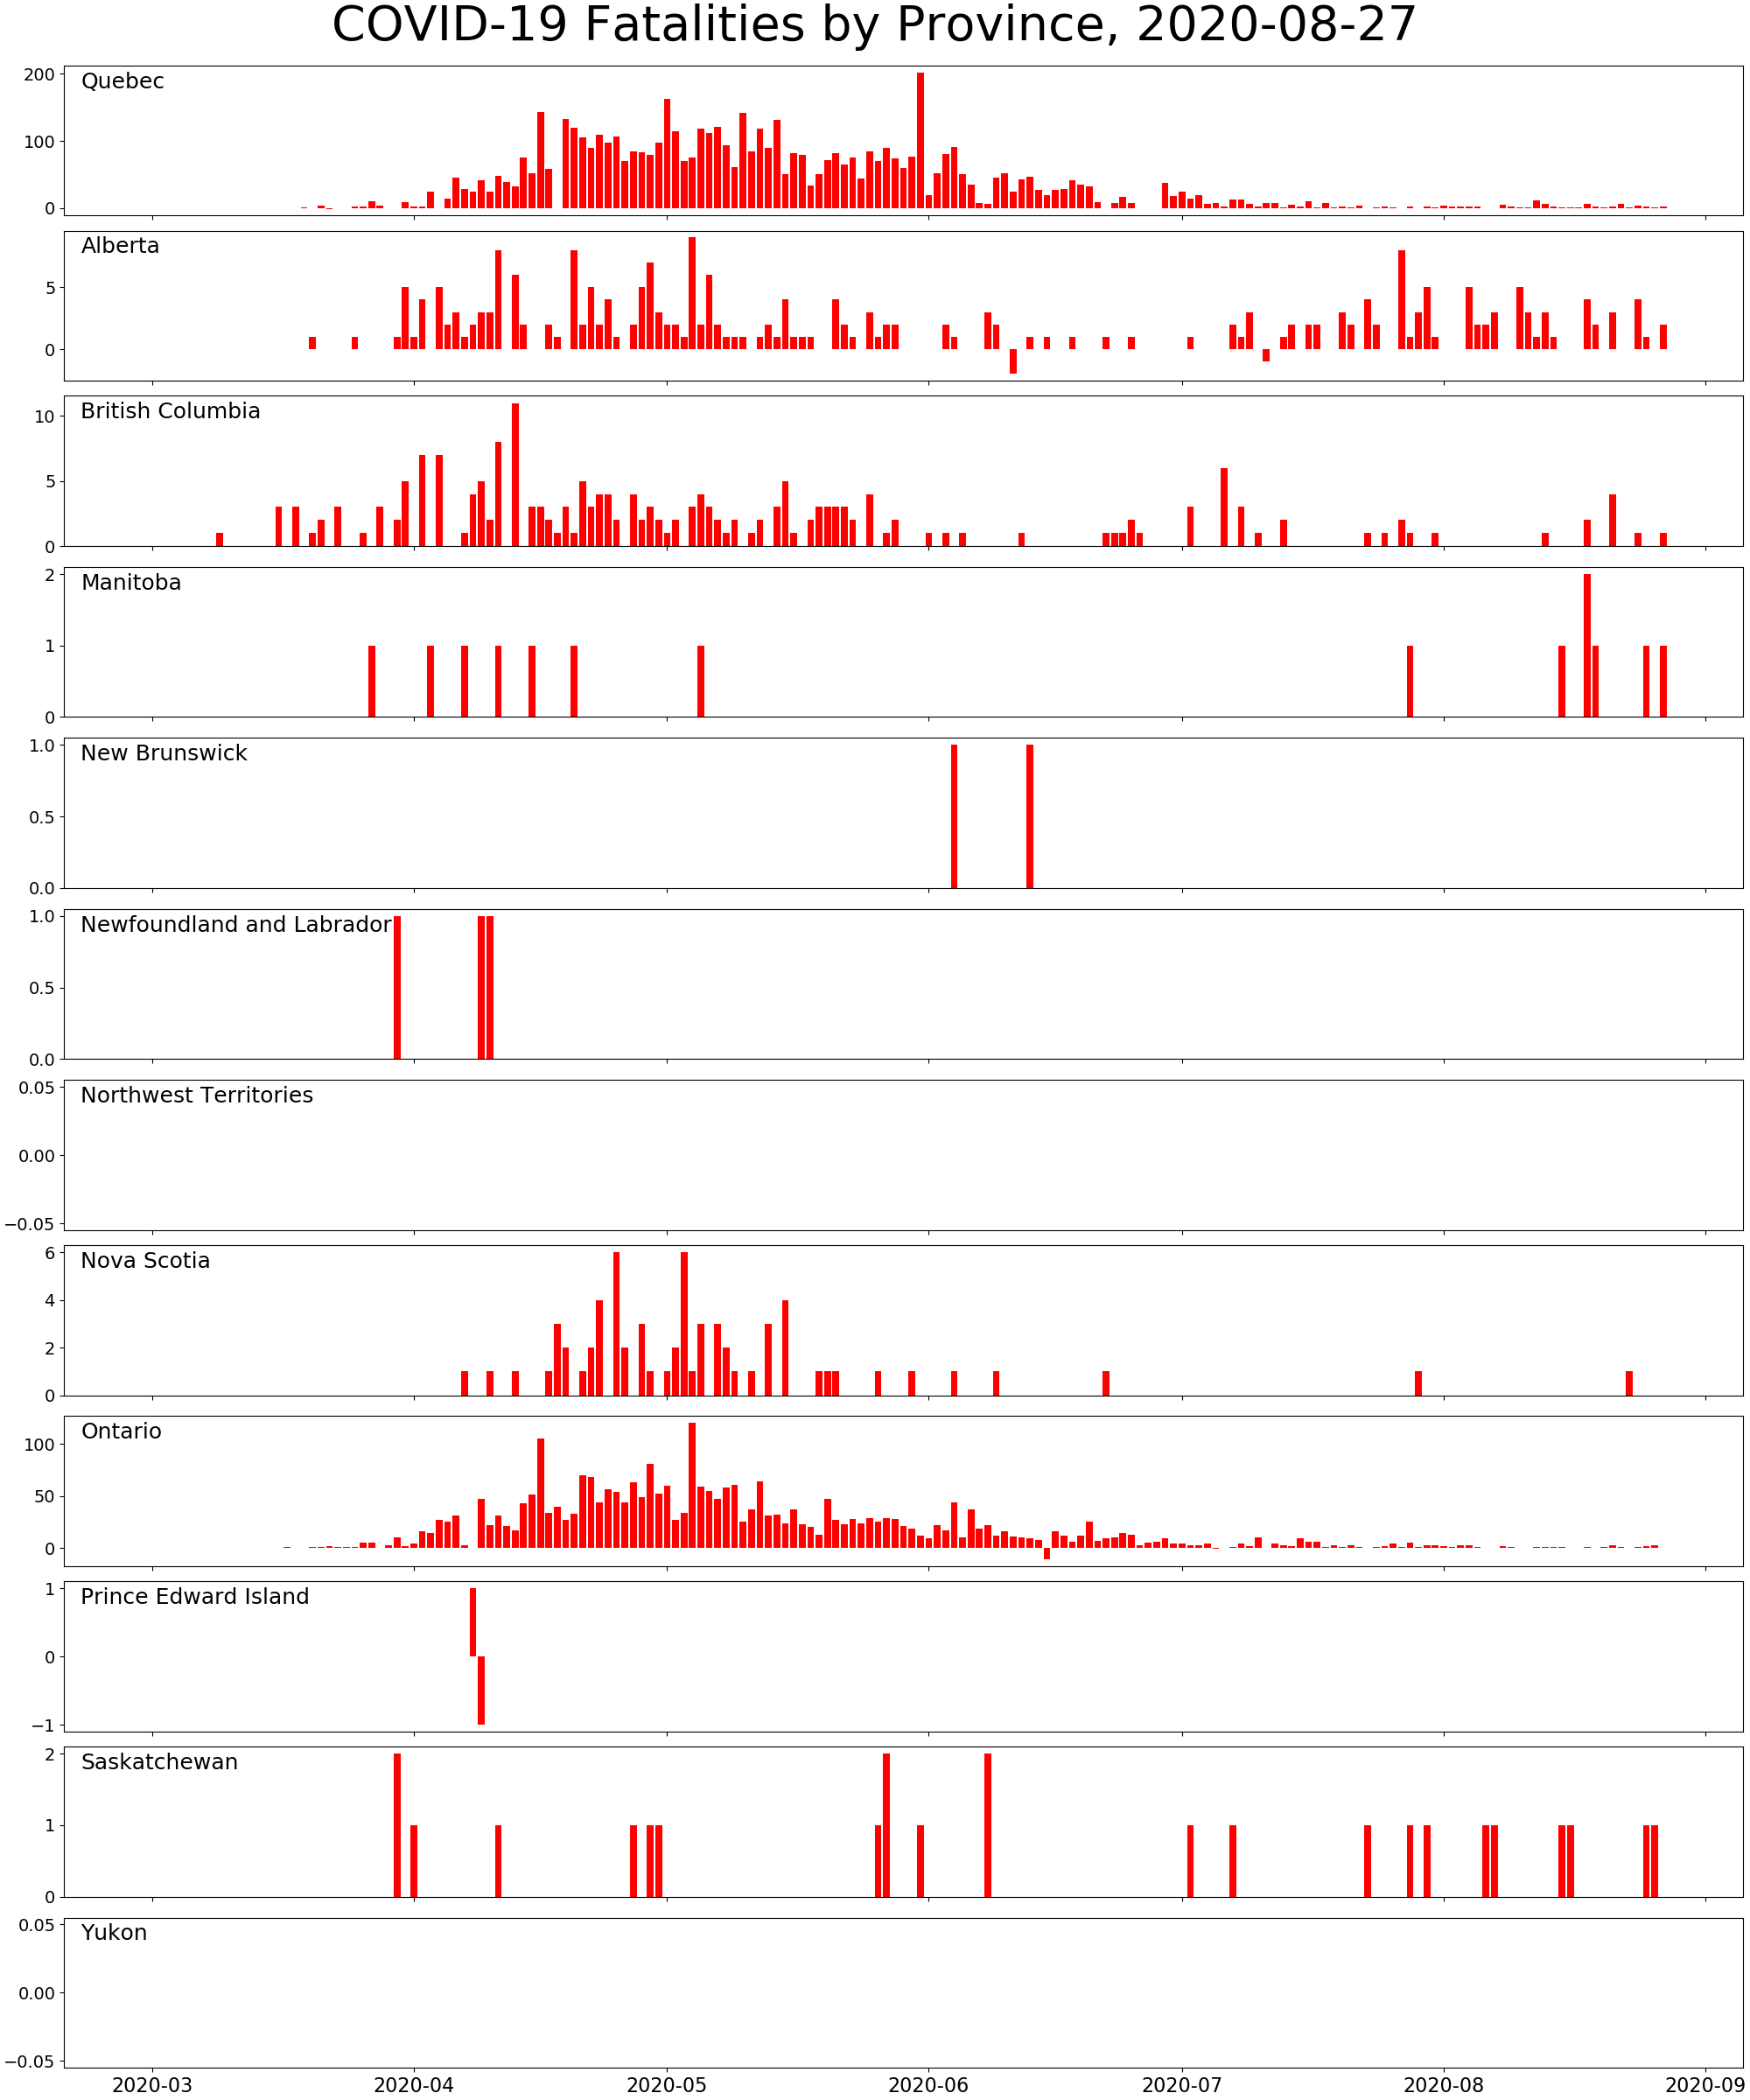 COVID-19 Fatalities by Province, 2020-08-27
Quebec
200
100
0
Alberta
5
0
British Columbia
10
5
0
Manitoba
2
1
0
New Brunswick
1.0
0.5
0.0
Newfoundland and Labrador
1.0
0.5
0.0
Northwest Territories
0.05
0.00
−0.05
Nova Scotia
6
4
2
0
Ontario
100
50
0
Prince Edward Island
1
0
−1
Saskatchewan
2
1
0
Yukon
0.05
0.00
−0.05
2020-03 2020-04 2020-05 2020-06 2020-07 2020-08 2020-09